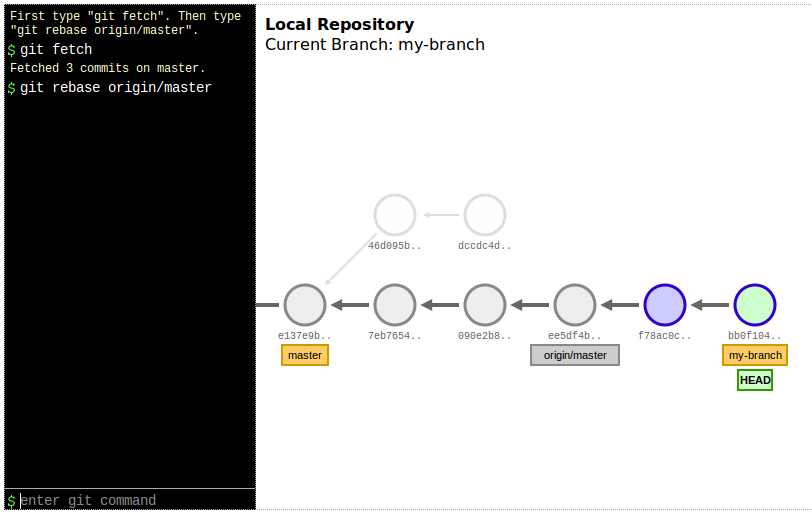 First type "git fetch". Then type
"git rebase origin/master".
$ git fetch
Fetched 3 commits on master.
$ git rebase origin/master
$ enter git command
Local Repository
Current Branch: my-branch
46d095b.. dccdc4d..
e137e9b.. 7eb7654.. 090e2b8.. ee5df4b.. f78ac0c.. bb0f104..
master origin/master my-branch
HEAD